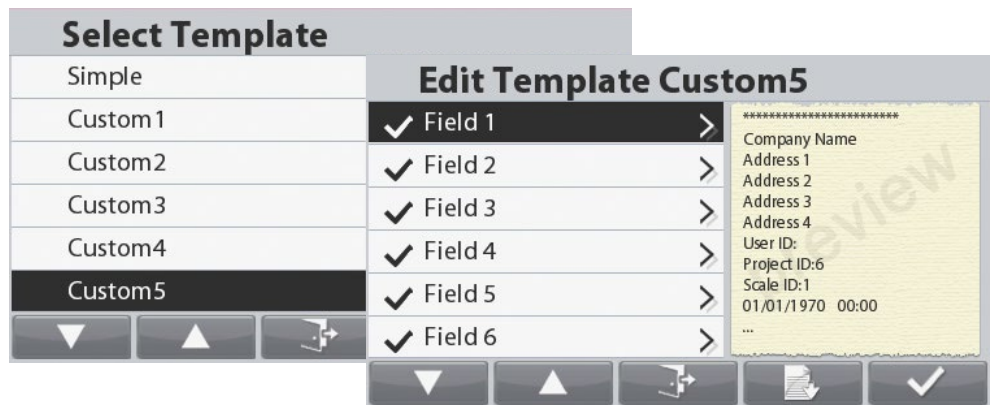 Select Template
Simple
Custom1
Custom2
Custom3
Custom4
Custom5
Edit Template Custom5
Field 1
Field 2
Field 3
Field 4
Field 5
Field 6
************************
Company Name
Address 1
Address 2
Address 3
Address 4
User ID:
Project ID:6
Scale ID:1
01/01/1970 00:00
...
Preview